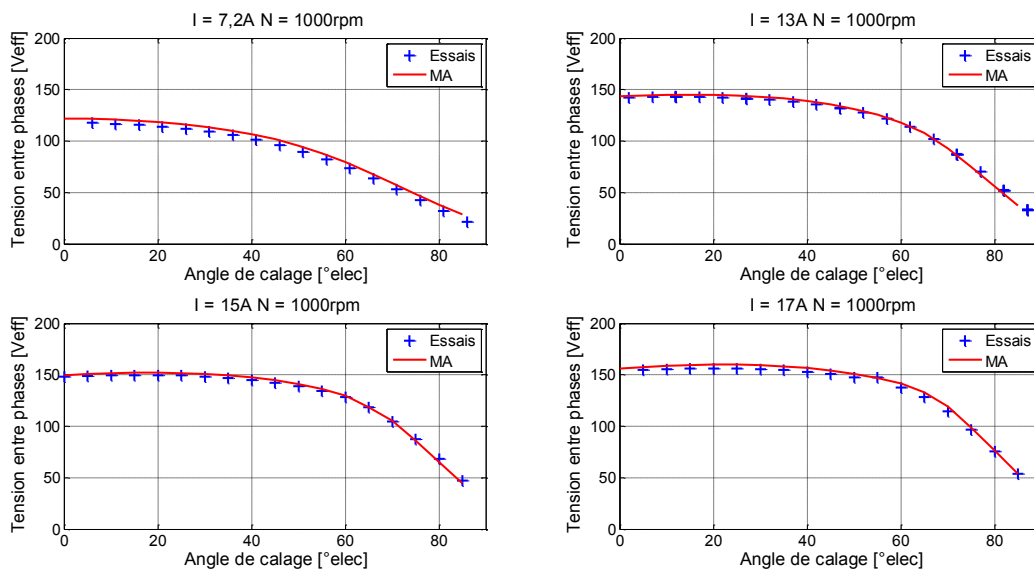 I = 7,2A N = 1000rpm
Tension entre phases [Veff]
200
150
100
50
0
Essais
MA
0 20 40 60 80
Angle de calage [°elec]
I = 13A N = 1000rpm
Tension entre phases [Veff]
200
150
100
50
0
Essais
MA
0 20 40 60 80
Angle de calage [°elec]
I = 15A N = 1000rpm
Tension entre phases [Veff]
200
150
100
50
0
Essais
MA
0 20 40 60 80
Angle de calage [°elec]
I = 17A N = 1000rpm
Tension entre phases [Veff]
200
150
100
50
0
Essais
MA
0 20 40 60 80
Angle de calage [°elec]